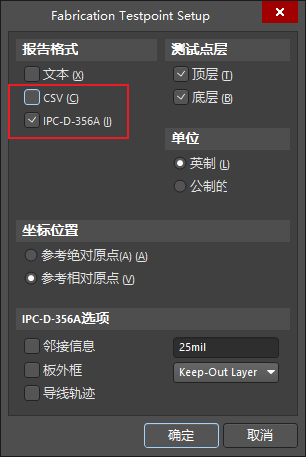 Fabrication Testpoint Setup
报告格式
文本 (X)
CSV (C)
IPC-D-356A (I)
测试点层
顶层 (T)
底层 (B)
单位
英制 (L)
公制的
坐标位置
参考绝对原点(A) (A)
参考相对原点 (V)
IPC-D-356A选项
邻接信息
25mil
板外框
Keep-Out Layer
导线轨迹
确定
取消